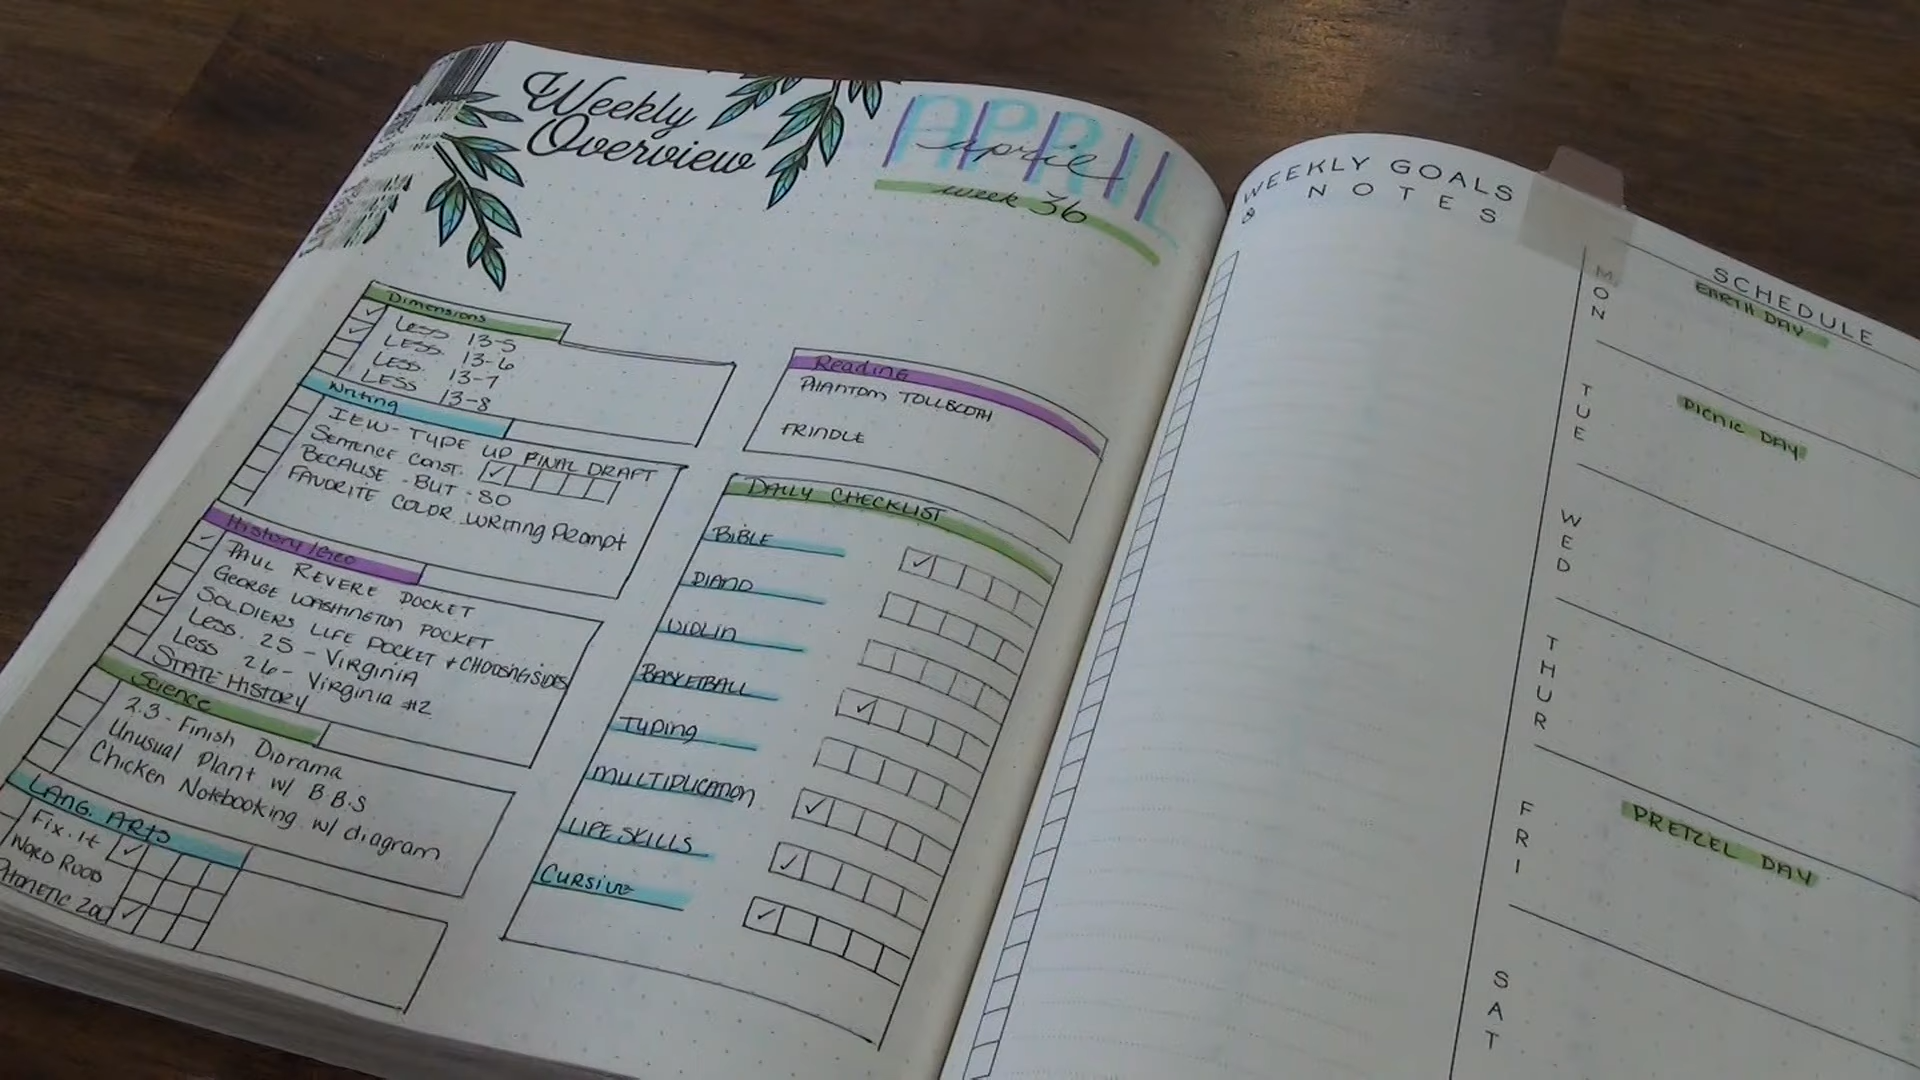 Weekly
Overview
APRIL
april
week 36
Dimensions
Less 13-5
Less. 13-6
Less. 13-7
Less 13-8
Writing
IEW - TYPE UP FINAL DRAFT
Sentence Const.
BECAUSE - BUT - SO
FAVORITE COLOR WRITING PROMPT
History/Geo
PAUL REVERE POCKET
GEORGE WASHINGTON POCKET
SOLDIERS LIFE POCKET + CHOOSING SIDES
Less. 25 - VIRGINIA
Less 26 - VIRGINIA #2
STATE HISTORY
Science
2.3 - Finish Diorama
Unusual Plant w/ B.B.S
Chicken Notebooking w/ diagram
LANG. ARTS
Fix. It
WORD ROOTS
PHONETIC ZOO
Reading
PHANTOM TOLLBOOTH
FRINDLE
DAILY CHECKLIST
BIBLE
PIANO
VIOLIN
BASKETBALL
Typing
MULTIPLICATION
LIFE SKILLS
CURSIVE
WEEKLY GOALS
& NOTES
SCHEDULE
MON
EARTH DAY
TUE
PICNIC DAY
WED
THUR
FRI
PRETZEL DAY
SAT